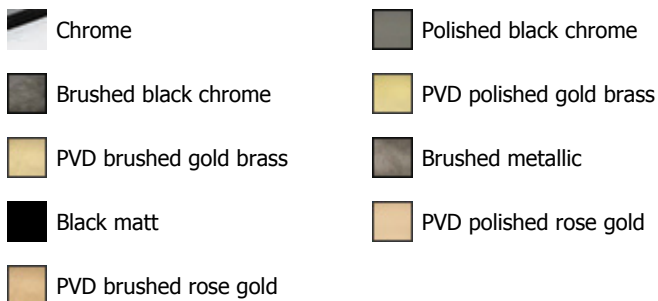 Chrome
Polished black chrome
Brushed black chrome
PVD polished gold brass
PVD brushed gold brass
Brushed metallic
Black matt
PVD polished rose gold
PVD brushed rose gold